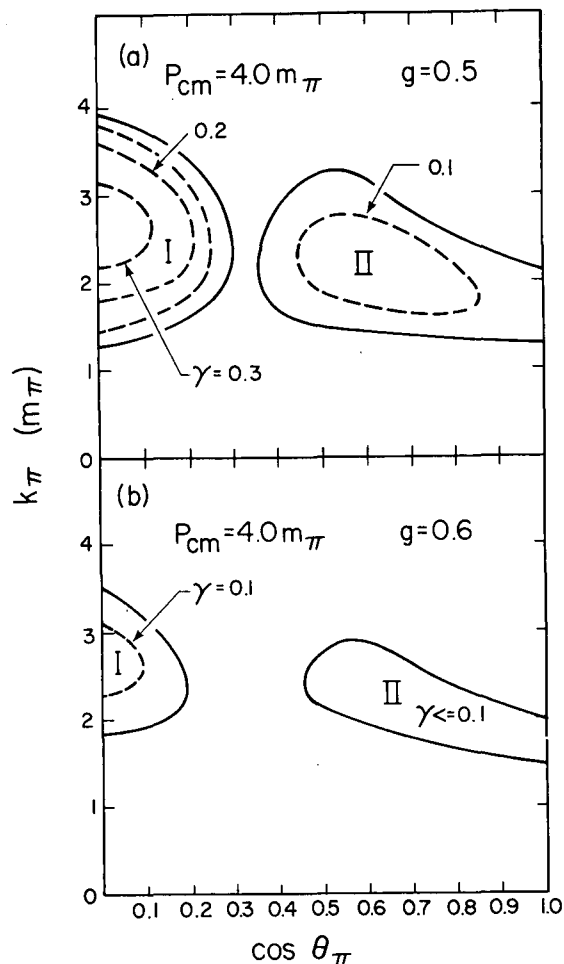 (a)
P_cm = 4.0 m_π g = 0.5
0.2
0.1
I
II
γ = 0.3
4
3
2
1
0
k_π (m_π)
(b)
P_cm = 4.0 m_π g = 0.6
γ = 0.1
I
II
γ <= 0.1
4
3
2
1
0
0.1 0.2 0.3 0.4 0.5 0.6 0.7 0.8 0.9 1.0
cos θ_π